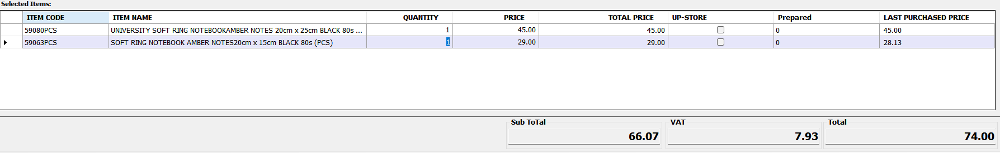 Selected Items:
ITEM CODE ITEM NAME QUANTITY PRICE TOTAL PRICE UP-STORE Prepared LAST PURCHASED PRICE
59080PCS UNIVERSITY SOFT RING NOTEBOOKAMBER NOTES 20cm x 25cm BLACK 80s ... 1 45.00 45.00 0 45.00
59063PCS SOFT RING NOTEBOOK AMBER NOTES20cm x 15cm BLACK 80s (PCS) 1 29.00 29.00 0 28.13
Sub ToTal VAT Total
66.07 7.93 74.00